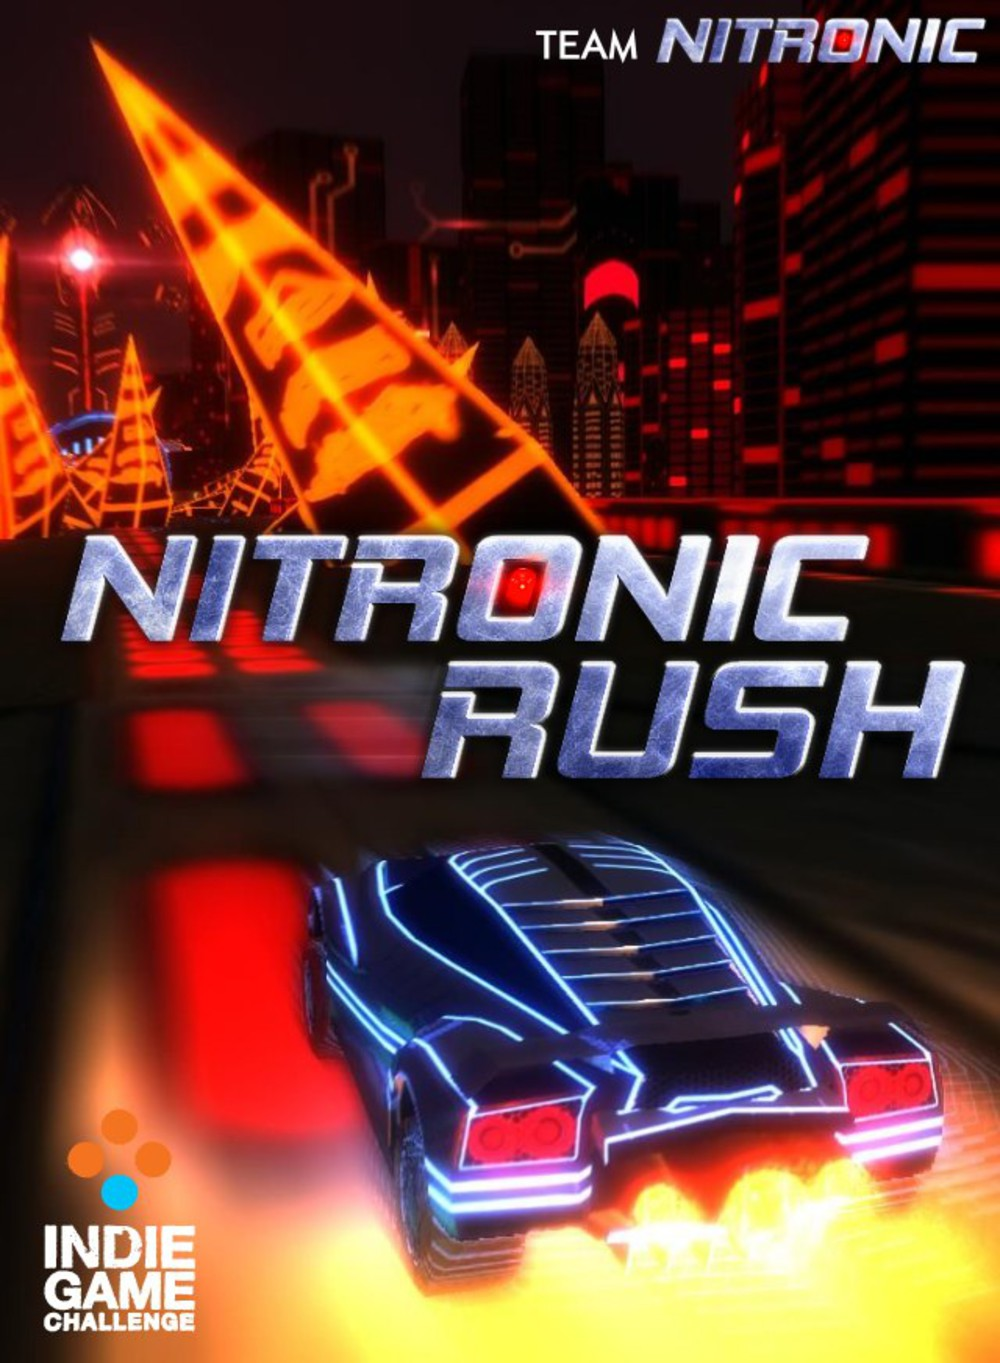 TEAM NITRONIC
NITRONIC
RUSH
INDIE
GAME
CHALLENGE